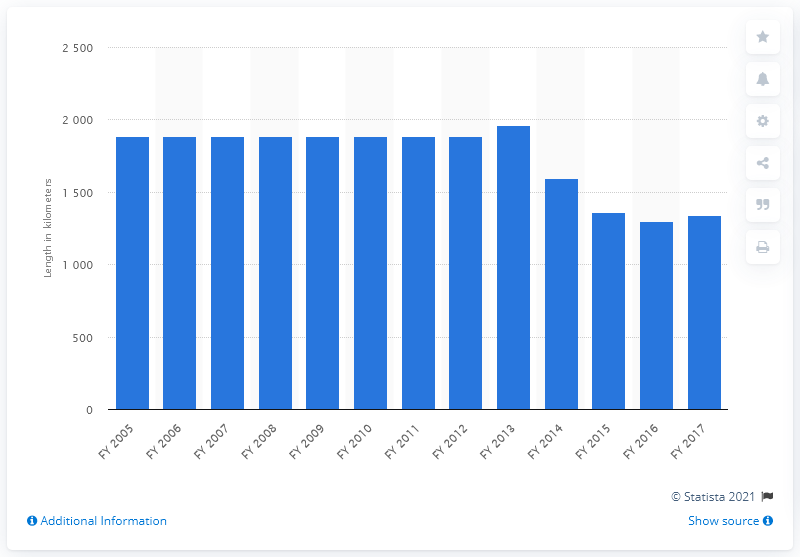 2 500
2 000
1 500
1 000
500
0
Length in kilometers
FY 2005
FY 2006
FY 2007
FY 2008
FY 2009
FY 2010
FY 2011
FY 2012
FY 2013
FY 2014
FY 2015
FY 2016
FY 2017
© Statista 2021
Additional Information
Show source